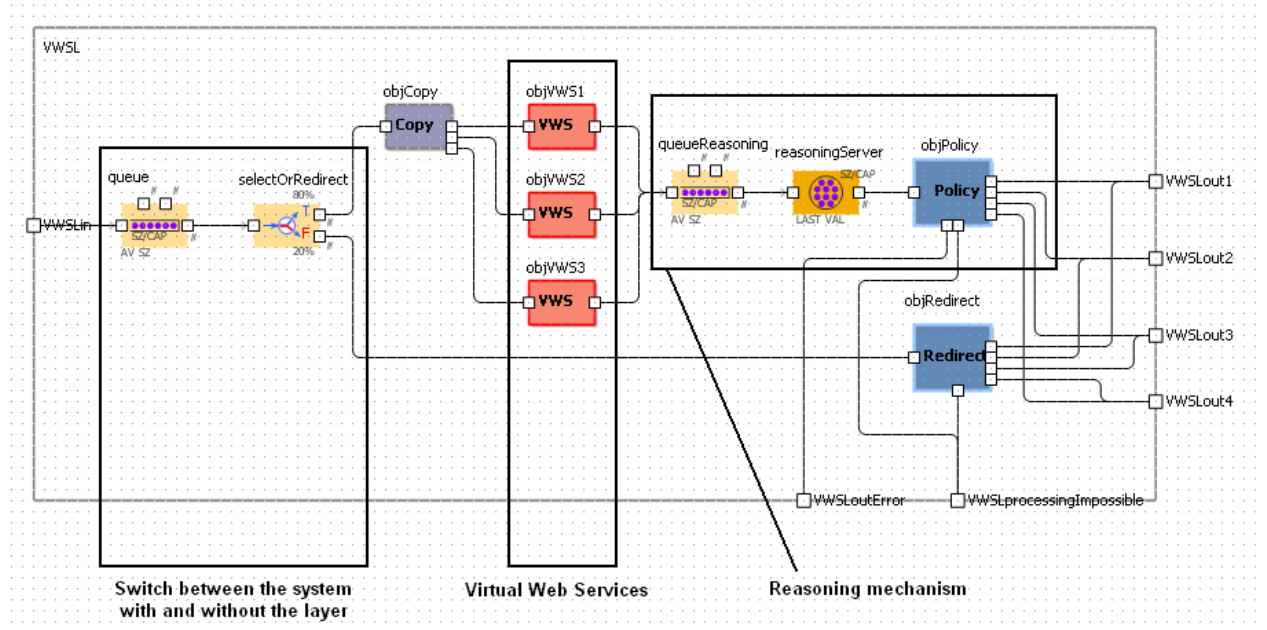 VWSL
objCopy
Copy
objVWS1
VWS
objVWS2
VWS
objVWS3
VWS
queue
//
//
SZ/CAP
//
AV SZ
selectOrRedirect
80%
T
//
F
//
20%
VWSLin
queueReasoning
//
//
SZ/CAP
//
AV SZ
reasoningServer
SZ/CAP
//
LAST VAL
objPolicy
Policy
objRedirect
Redirect
VWSLout1
VWSLout2
VWSLout3
VWSLout4
VWSLoutError
VWSLprocessingImpossible
Switch between the system
with and without the layer
Virtual Web Services
Reasoning mechanism